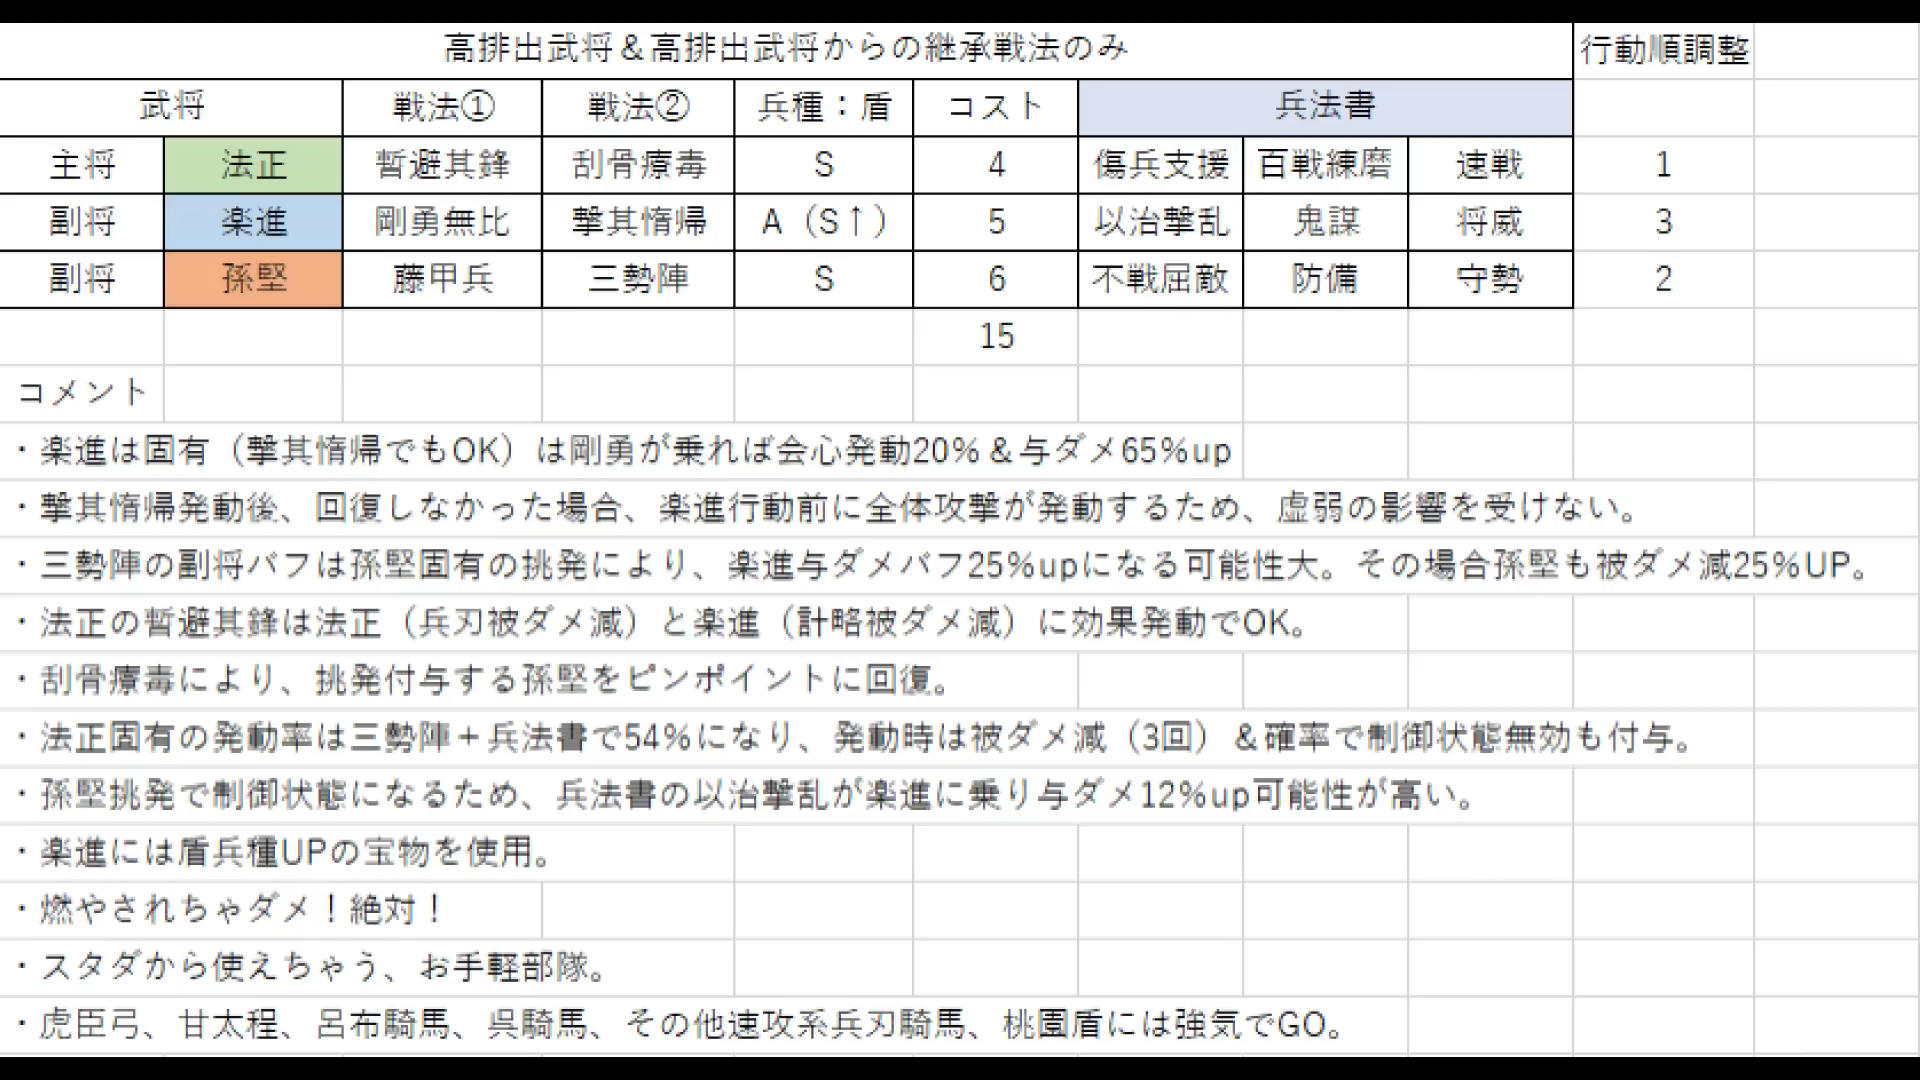 高排出武将＆高排出武将からの継承戦法のみ 行動順調整
武将 戦法① 戦法② 兵種：盾 コスト 兵法書
主将 法正 暫避其鋒 刮骨療毒 S 4 傷兵支援 百戦練磨 速戦 1
副将 楽進 剛勇無比 撃其惰帰 A（S↑） 5 以治撃乱 鬼謀 将威 3
副将 孫堅 藤甲兵 三勢陣 S 6 不戦屈敵 防備 守勢 2
15
コメント
・楽進は固有（撃其惰帰でもOK）は剛勇が乗れば会心発動20%＆与ダメ65%up
・撃其惰帰発動後、回復しなかった場合、楽進行動前に全体攻撃が発動するため、虚弱の影響を受けない。
・三勢陣の副将バフは孫堅固有の挑発により、楽進与ダメバフ25%upになる可能性大。その場合孫堅も被ダメ減25%UP。
・法正の暫避其鋒は法正（兵刃被ダメ減）と楽進（計略被ダメ減）に効果発動でOK。
・刮骨療毒により、挑発付与する孫堅をピンポイントに回復。
・法正固有の発動率は三勢陣＋兵法書で54%になり、発動時は被ダメ減（3回）＆確率で制御状態無効も付与。
・孫堅挑発で制御状態になるため、兵法書の以治撃乱が楽進に乗り与ダメ12%up可能性が高い。
・楽進には盾兵種UPの宝物を使用。
・燃やされちゃダメ！絶対！
・スタダから使えちゃう、お手軽部隊。
・虎臣弓、甘太程、呂布騎馬、呉騎馬、その他速攻系兵刃騎馬、桃園盾には強気でGO。